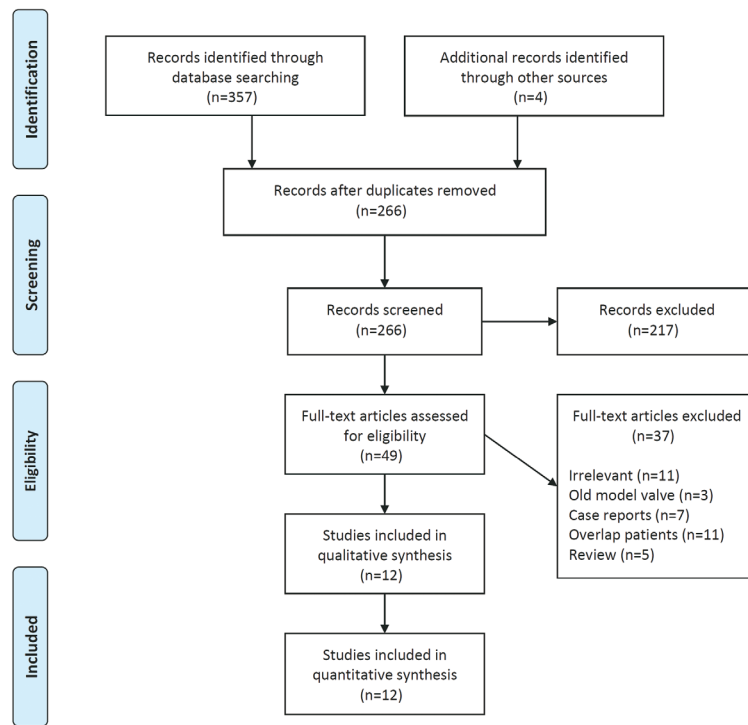 Identification
Records identified through
database searching
(n=357)
Additional records identified
through other sources
(n=4)
Records after duplicates removed
(n=266)
Screening
Records screened
(n=266)
Records excluded
(n=217)
Eligibility
Full-text articles assessed
for eligibility
(n=49)
Full-text articles excluded
(n=37)
Irrelevant (n=11)
Old model valve (n=3)
Case reports (n=7)
Overlap patients (n=11)
Review (n=5)
Studies included in
qualitative synthesis
(n=12)
Included
Studies included in
quantitative synthesis
(n=12)